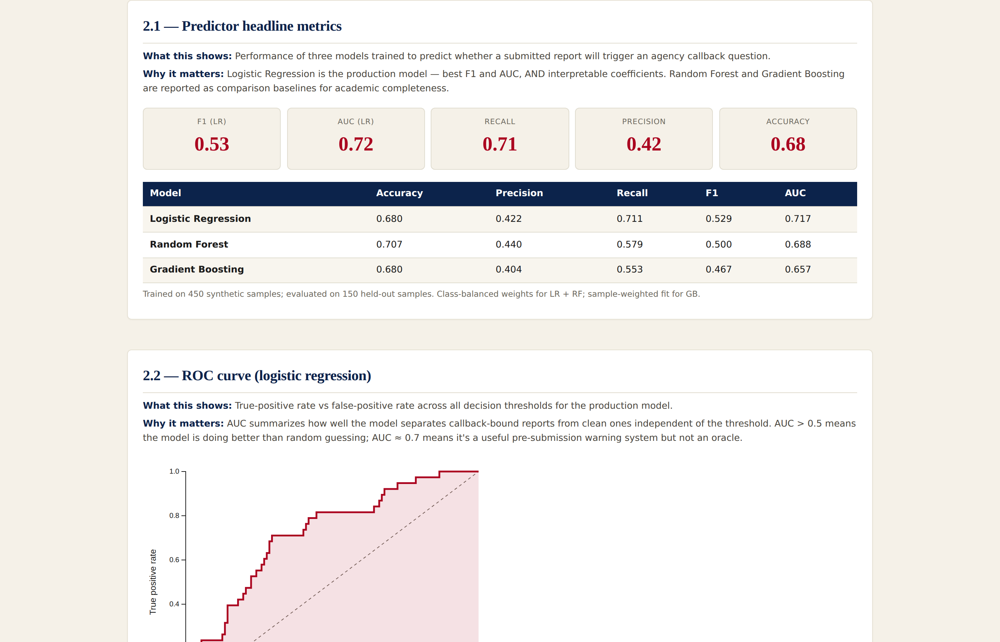 2.1 — Predictor headline metrics
What this shows: Performance of three models trained to predict whether a submitted report will trigger an agency callback question.
Why it matters: Logistic Regression is the production model — best F1 and AUC, AND interpretable coefficients. Random Forest and Gradient Boosting
are reported as comparison baselines for academic completeness.
F1 (LR) AUC (LR) RECALL PRECISION ACCURACY
0.53 0.72 0.71 0.42 0.68
Model Accuracy Precision Recall F1 AUC
Logistic Regression 0.680 0.422 0.711 0.529 0.717
Random Forest 0.707 0.440 0.579 0.500 0.688
Gradient Boosting 0.680 0.404 0.553 0.467 0.657
Trained on 450 synthetic samples; evaluated on 150 held-out samples. Class-balanced weights for LR + RF; sample-weighted fit for GB.
2.2 — ROC curve (logistic regression)
What this shows: True-positive rate vs false-positive rate across all decision thresholds for the production model.
Why it matters: AUC summarizes how well the model separates callback-bound reports from clean ones independent of the threshold. AUC > 0.5 means
the model is doing better than random guessing; AUC ≈ 0.7 means it's a useful pre-submission warning system but not an oracle.
1.0
0.8
0.6
0.4
True positive rate